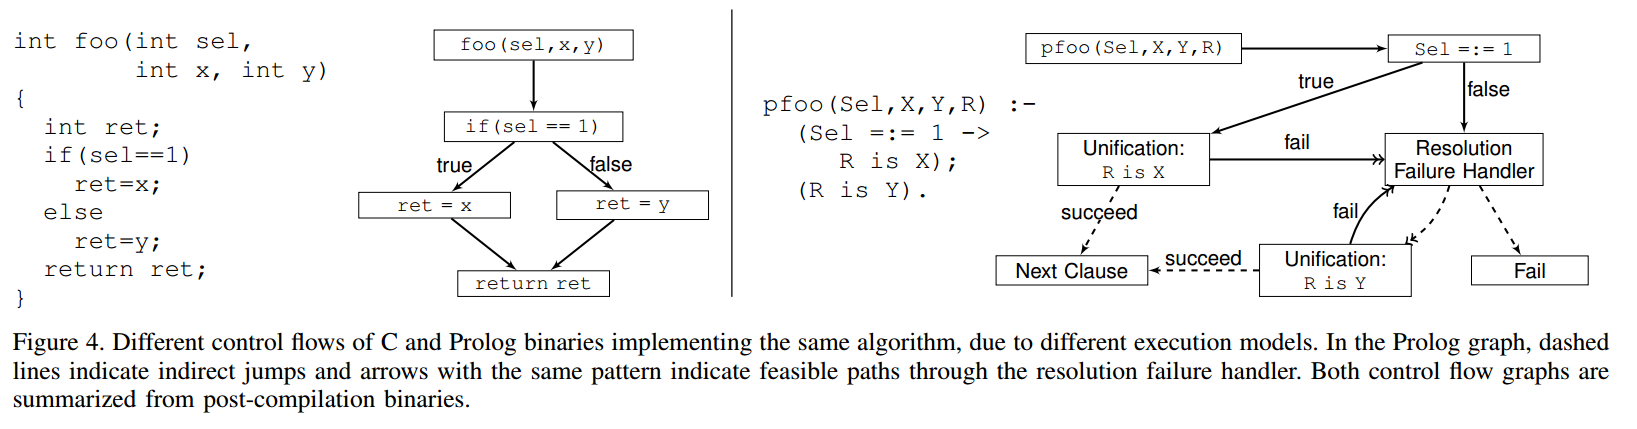 int foo(int sel,
int x, int y)
{
int ret;
if(sel==1)
ret=x;
else
ret=y;
return ret;
}
foo(sel,x,y)
if(sel == 1)
true
false
ret = x
ret = y
return ret
pfoo(Sel,X,Y,R) :-
(Sel =:= 1 ->
R is X);
(R is Y).
pfoo(Sel,X,Y,R)
Sel =:= 1
true
false
Unification:
R is X
fail
Resolution
Failure Handler
succeed
fail
Next Clause
succeed
Unification:
R is Y
Fail
Figure 4. Different control flows of C and Prolog binaries implementing the same algorithm, due to different execution models. In the Prolog graph, dashed
lines indicate indirect jumps and arrows with the same pattern indicate feasible paths through the resolution failure handler. Both control flow graphs are
summarized from post-compilation binaries.